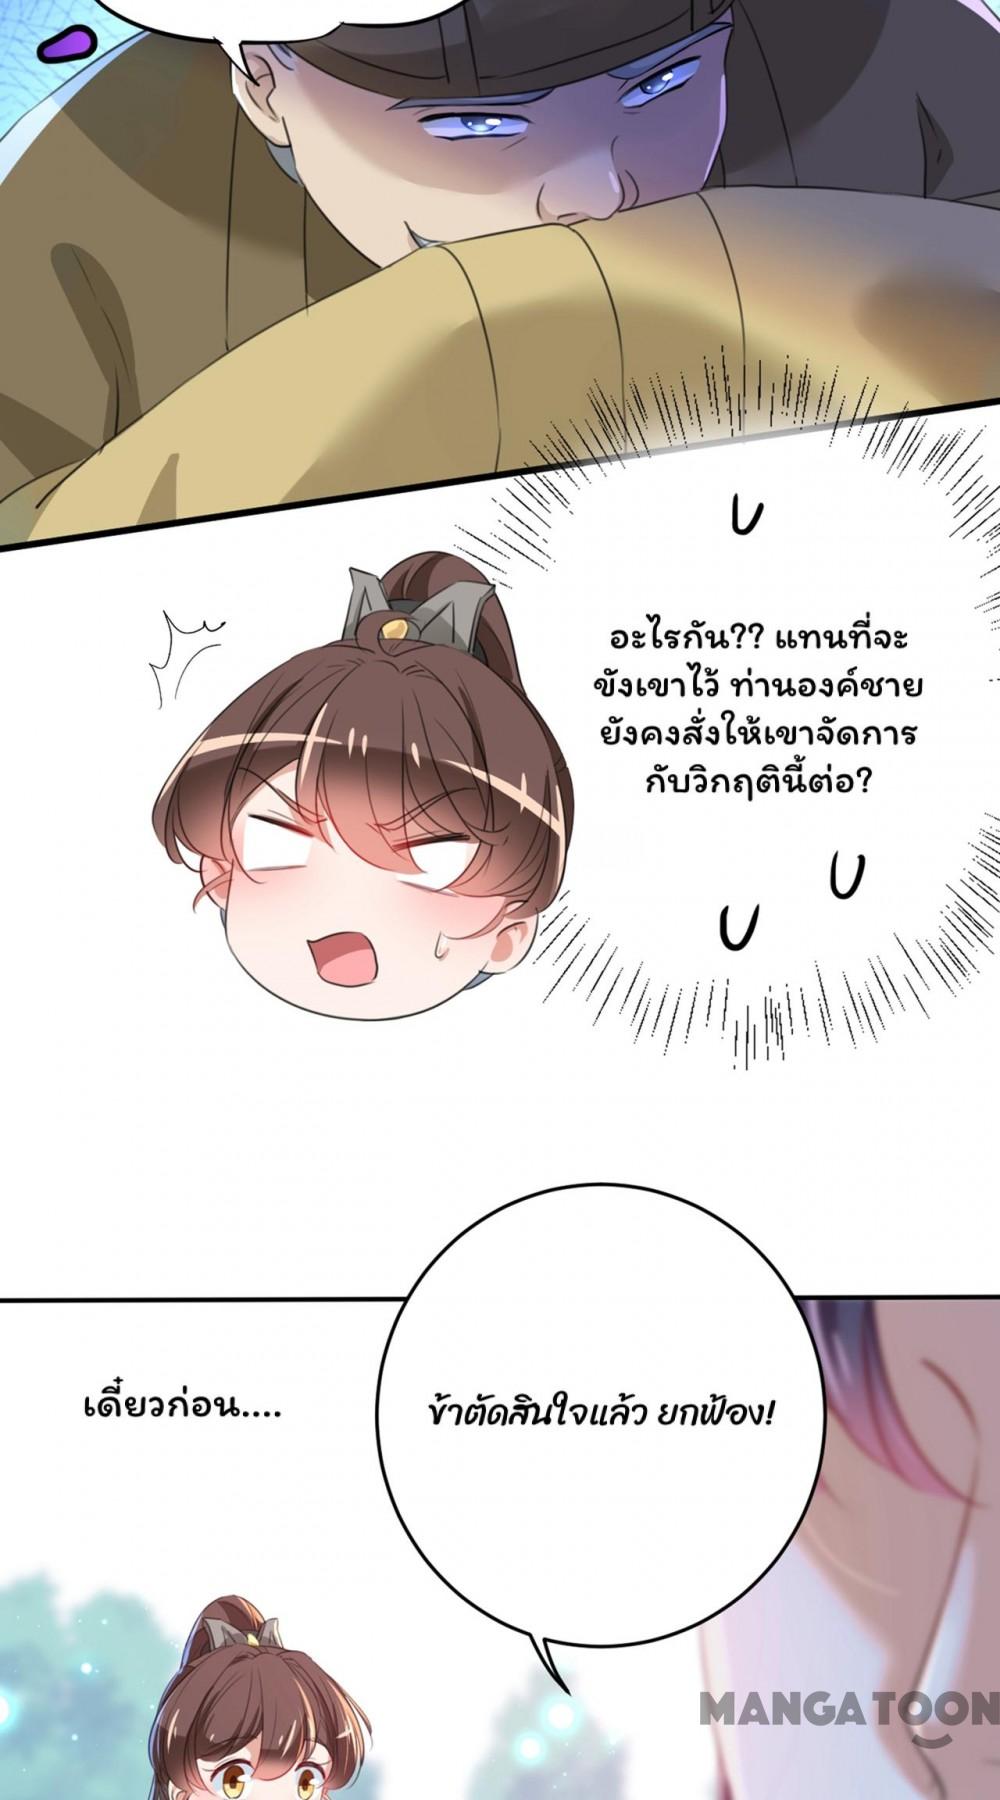 อะไรกัน?? แทนที่จะ
ขังเขาไว้ ท่านองค์ชาย
ยังคงสั่งให้เขาจัดการ
กับวิกฤตินี้ต่อ?
เดี๋ยวก่อน....
ข้าตัดสินใจแล้ว ยกฟ้อง!
MANGATOON